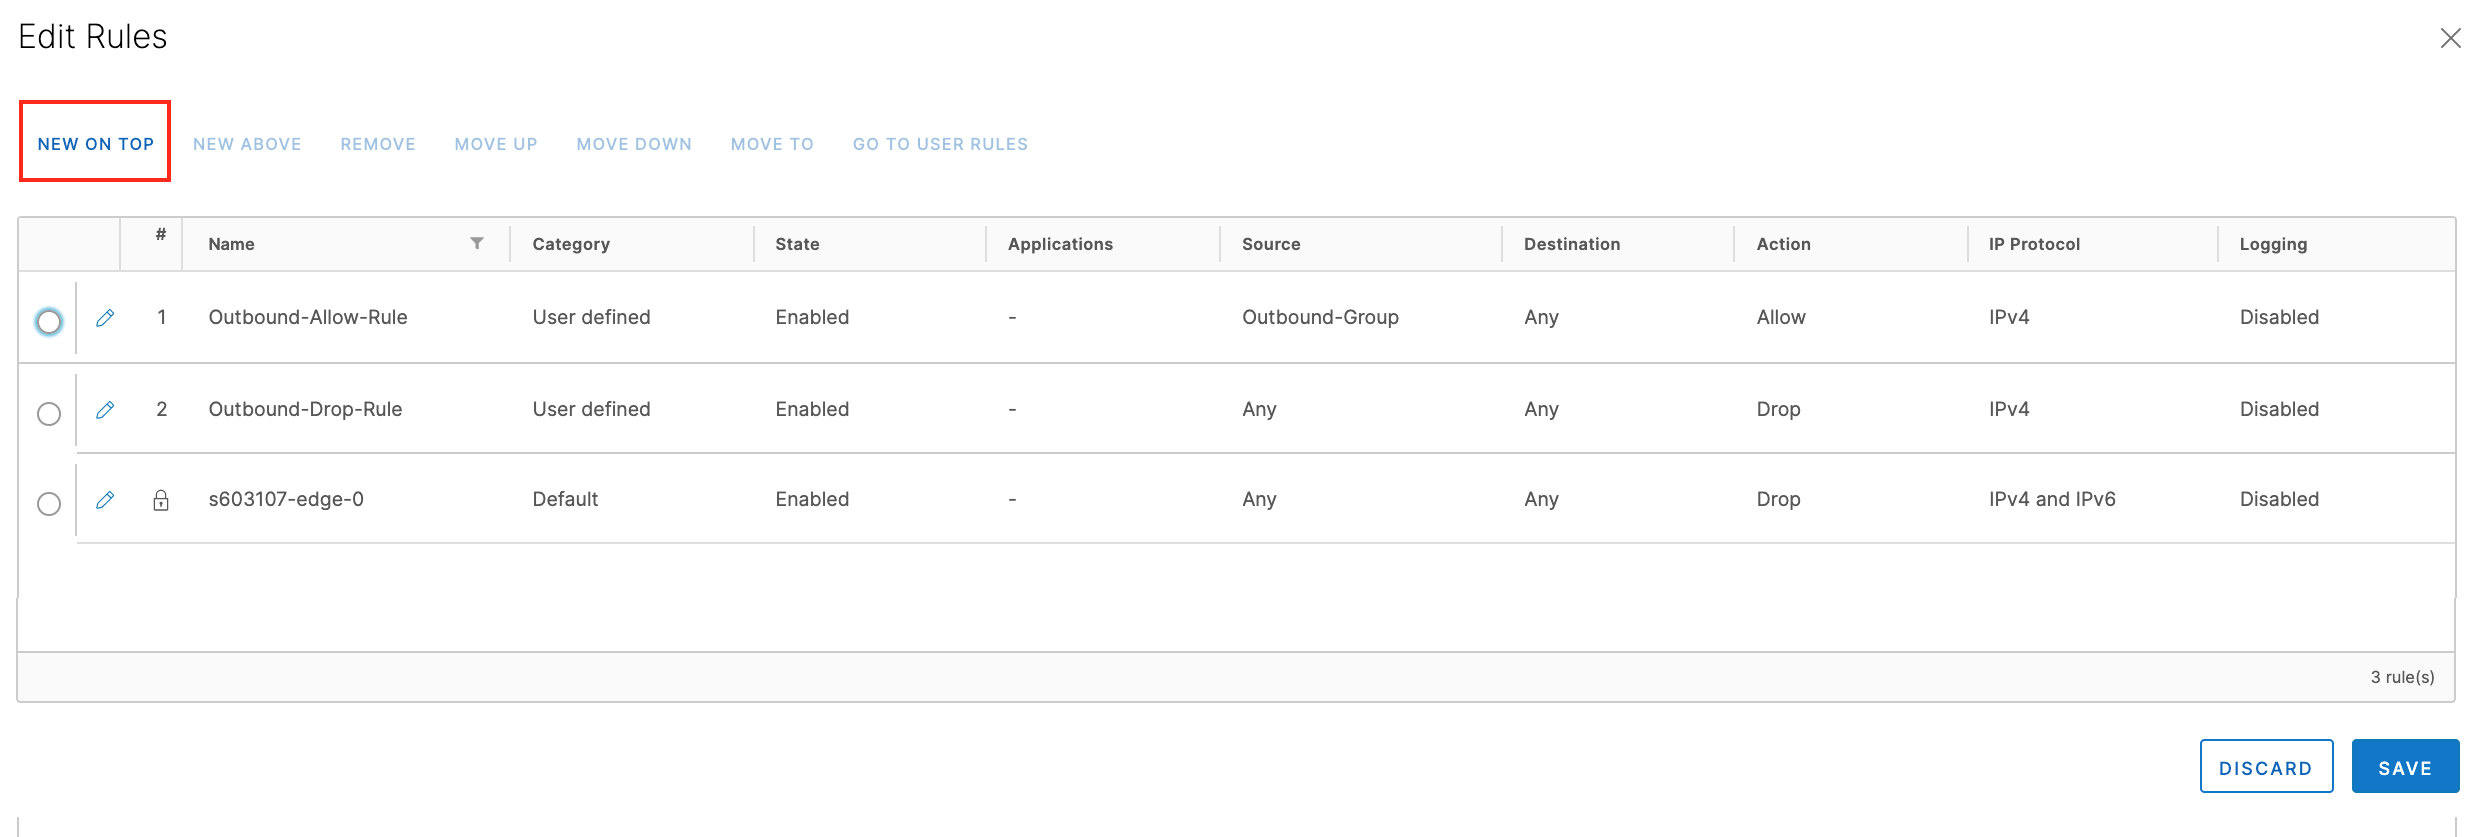 Edit Rules
NEW ON TOP NEW ABOVE REMOVE MOVE UP MOVE DOWN MOVE TO GO TO USER RULES
# Name Category State Applications Source Destination Action IP Protocol Logging
1 Outbound-Allow-Rule User defined Enabled - Outbound-Group Any Allow IPv4 Disabled
2 Outbound-Drop-Rule User defined Enabled - Any Any Drop IPv4 Disabled
s603107-edge-0 Default Enabled - Any Any Drop IPv4 and IPv6 Disabled
3 rule(s)
DISCARD SAVE